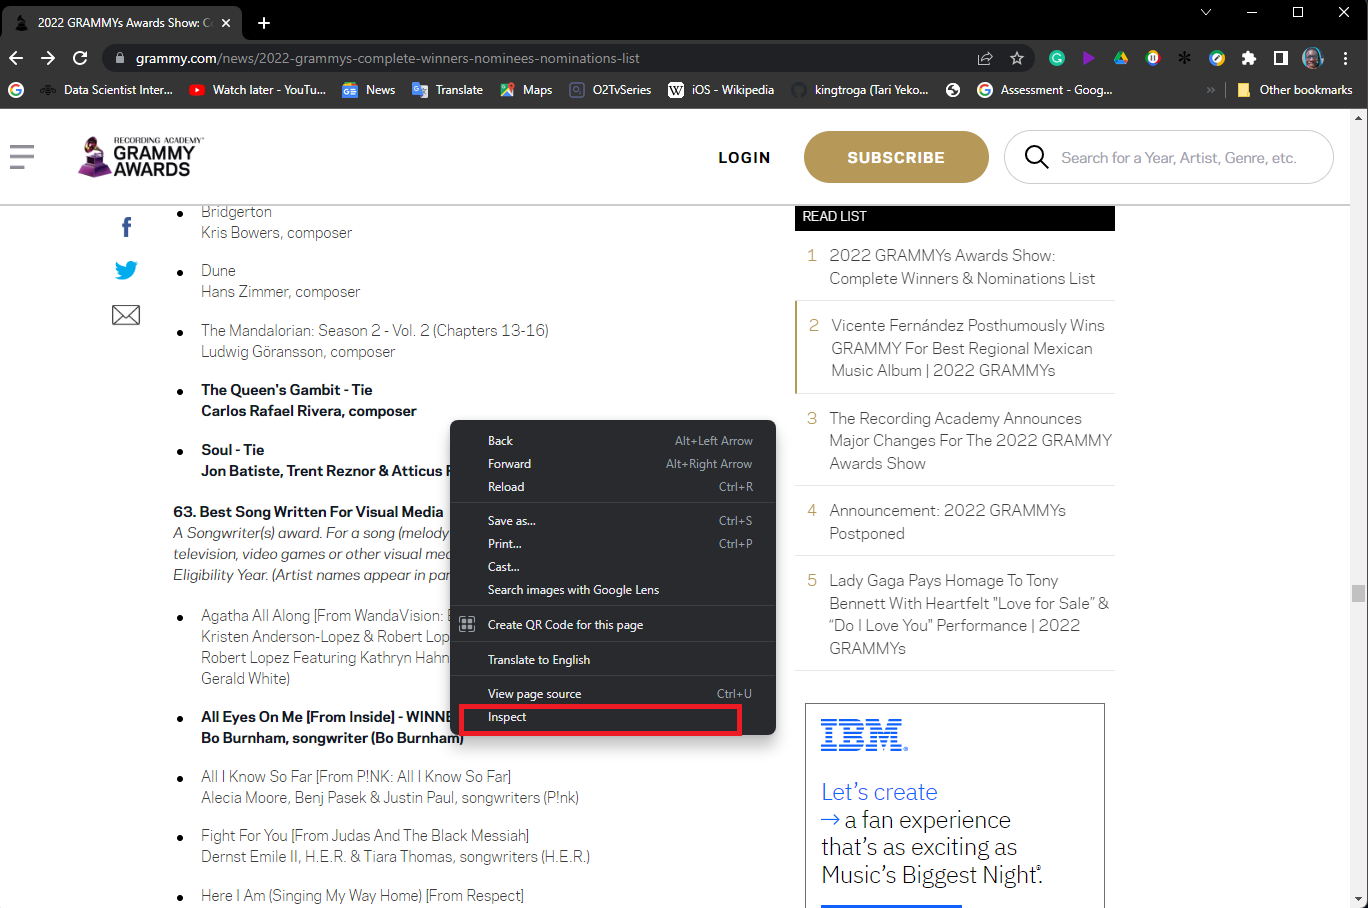 2022 GRAMMYs Awards Show: C
grammy.com/news/2022-grammys-complete-winners-nominees-nominations-list
Data Scientist Inter...
Watch later - YouTu...
News
Translate
Maps
O2TvSeries
iOS - Wikipedia
kingtroga (Tari Yeko...
Assessment - Goog...
»
Other bookmarks
RECORDING ACADEMY
GRAMMY
AWARDS
LOGIN
SUBSCRIBE
Search for a Year, Artist, Genre, etc.
Bridgerton
Kris Bowers, composer
Dune
Hans Zimmer, composer
The Mandalorian: Season 2 - Vol. 2 (Chapters 13-16)
Ludwig Göransson, composer
The Queen's Gambit - Tie
Carlos Rafael Rivera, composer
Soul - Tie
Jon Batiste, Trent Reznor & Atticus
63. Best Song Written For Visual Media
A Songwriter(s) award. For a song (melody
television, video games or other visual
Eligibility Year. (Artist names appear in
Agatha All Along [From WandaVision:
Kristen Anderson-Lopez & Robert
Robert Lopez Featuring Kathryn Hahn
Gerald White)
All Eyes On Me [From Inside] -
Bo Burnham, songwriter (Bo Burnham)
All I Know So Far [From P!NK: All I Know So Far]
Alecia Moore, Benj Pasek & Justin Paul, songwriters (P!nk)
Fight For You [From Judas And The Black Messiah]
Dernst Emile II, H.E.R. & Tiara Thomas, songwriters (H.E.R.)
Here I Am (Singing My Way Home) [From Respect]
Back Alt+Left Arrow
Forward Alt+Right Arrow
Reload Ctrl+R
Save as... Ctrl+S
Print... Ctrl+P
Cast...
Search images with Google Lens
Create QR Code for this page
Translate to English
View page source Ctrl+U
Inspect
READ LIST
1 2022 GRAMMYs Awards Show:
Complete Winners & Nominations List
2 Vicente Fernández Posthumously Wins
GRAMMY For Best Regional Mexican
Music Album | 2022 GRAMMYs
3 The Recording Academy Announces
Major Changes For The 2022 GRAMMY
Awards Show
4 Announcement: 2022 GRAMMYs
Postponed
5 Lady Gaga Pays Homage To Tony
Bennett With Heartfelt "Love for Sale" &
"Do I Love You" Performance | 2022
GRAMMYs
IBM
Let's create
→ a fan experience
that's as exciting as
Music's Biggest Night®.